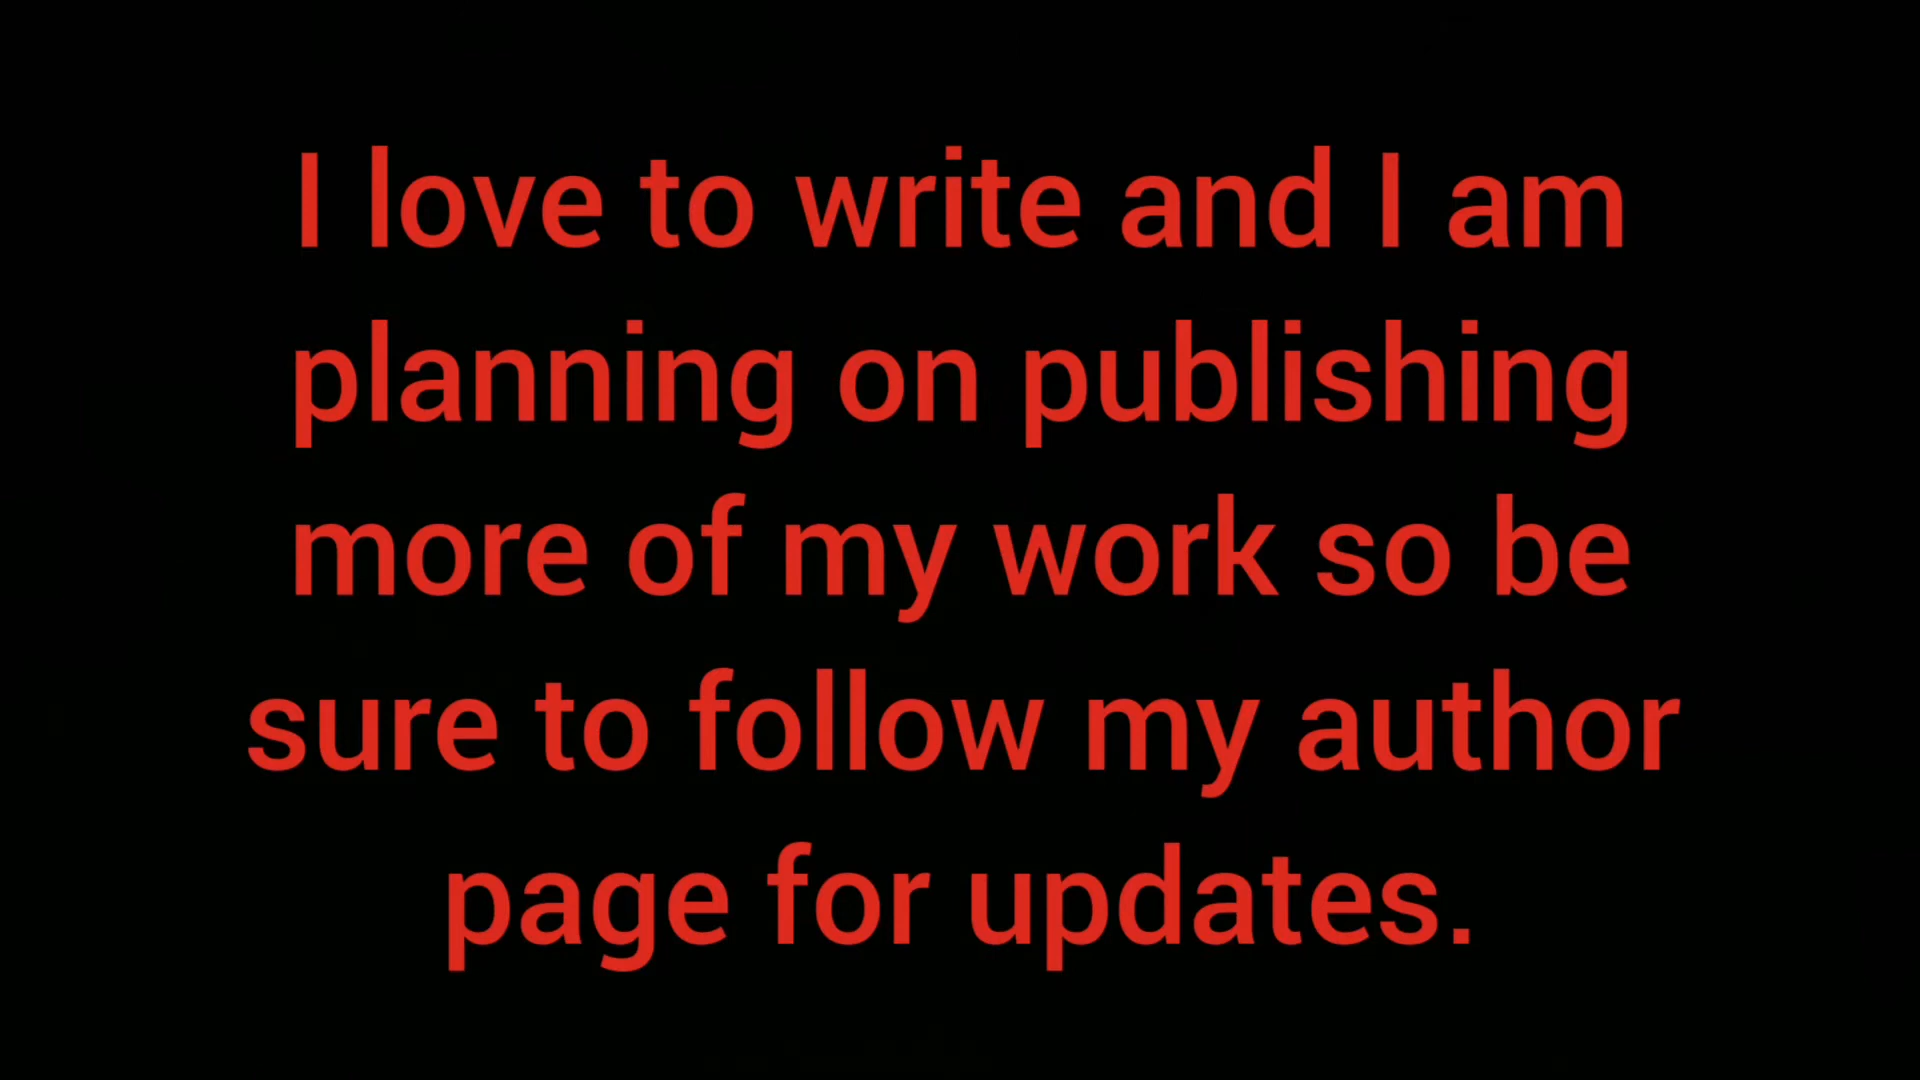 I love to write and I am
planning on publishing
more of my work so be
sure to follow my author
page for updates.